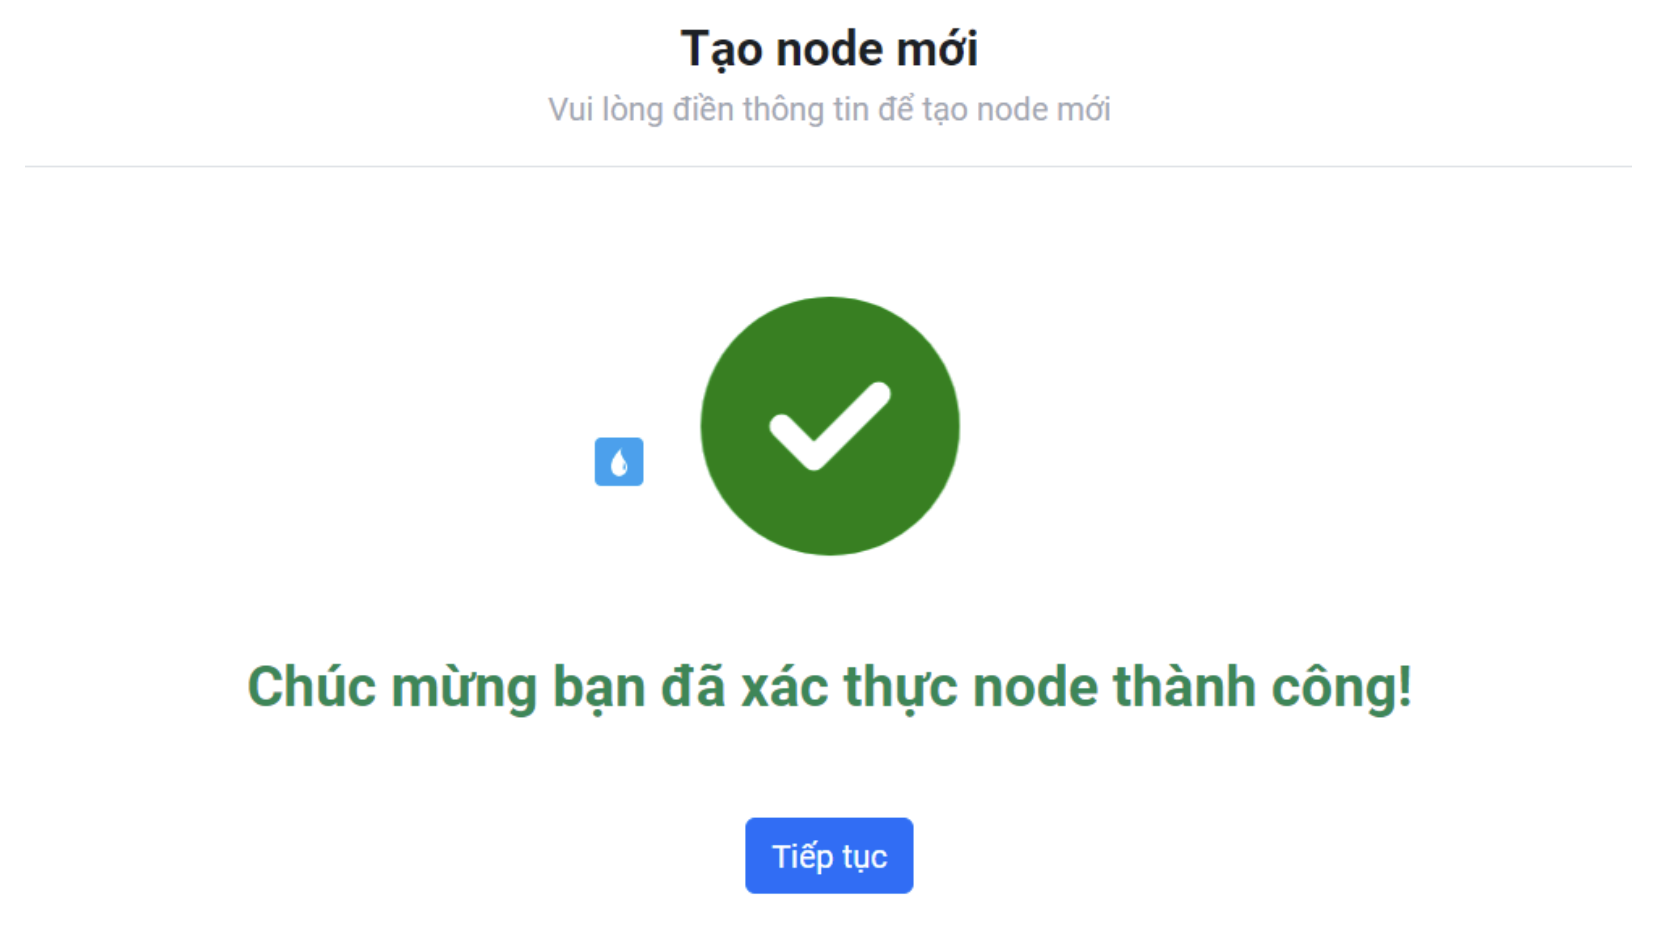 Tạo node mới
Vui lòng điền thông tin để tạo node mới
Chúc mừng bạn đã xác thực node thành công!
Tiếp tục